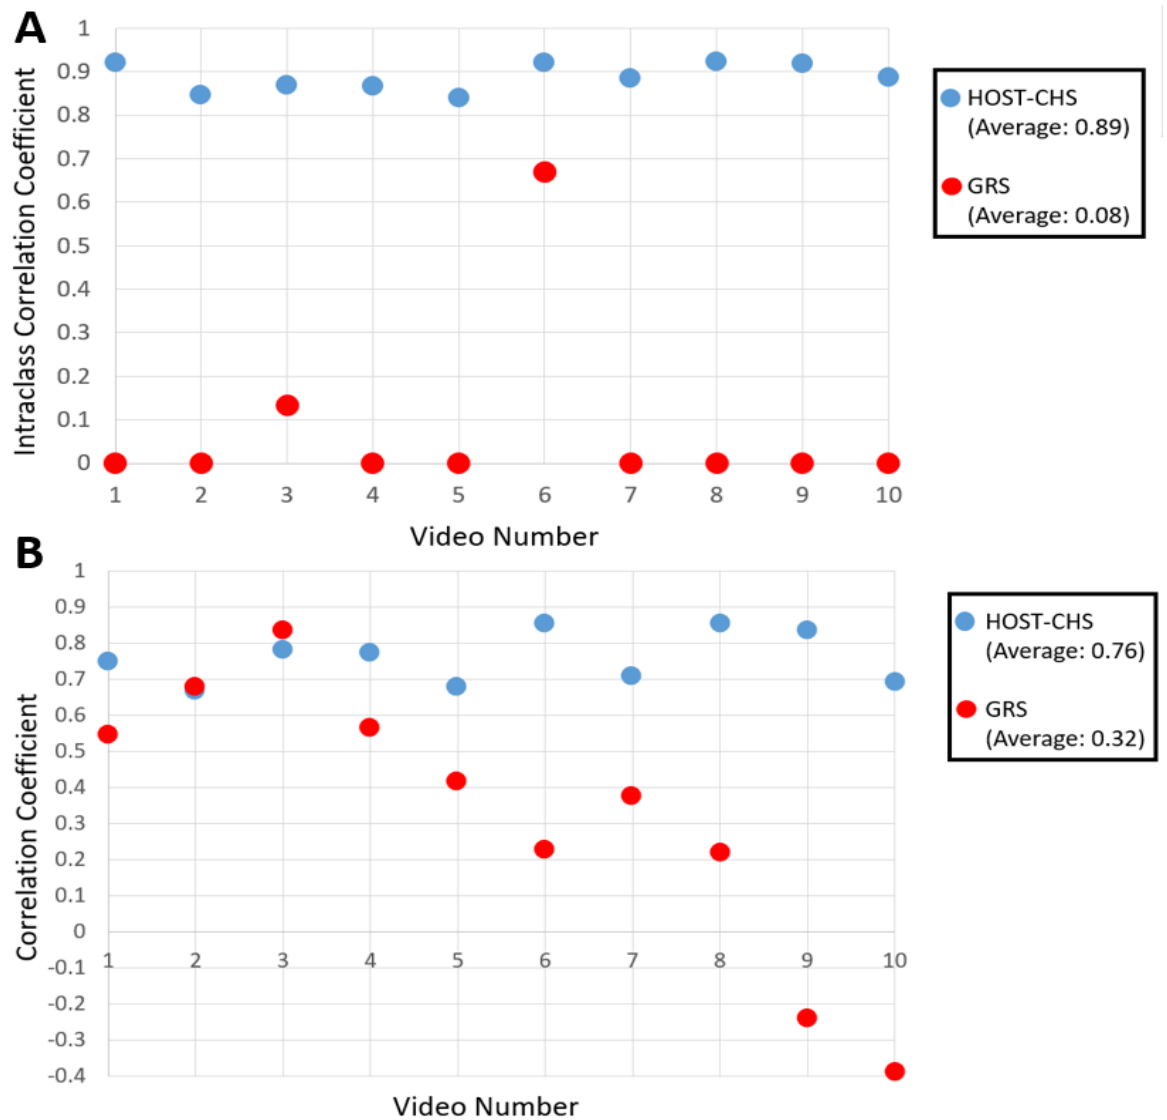 A
Intraclass Correlation Coefficient
1
0.9
0.8
0.7
0.6
0.5
0.4
0.3
0.2
0.1
0
1 2 3 4 5 6 7 8 9 10
Video Number
HOST-CHS
(Average: 0.89)
GRS
(Average: 0.08)
B
Correlation Coefficient
1
0.9
0.8
0.7
0.6
0.5
0.4
0.3
0.2
0.1
0
-0.1
-0.2
-0.3
-0.4
1 2 3 4 5 6 7 8 9 10
Video Number
HOST-CHS
(Average: 0.76)
GRS
(Average: 0.32)